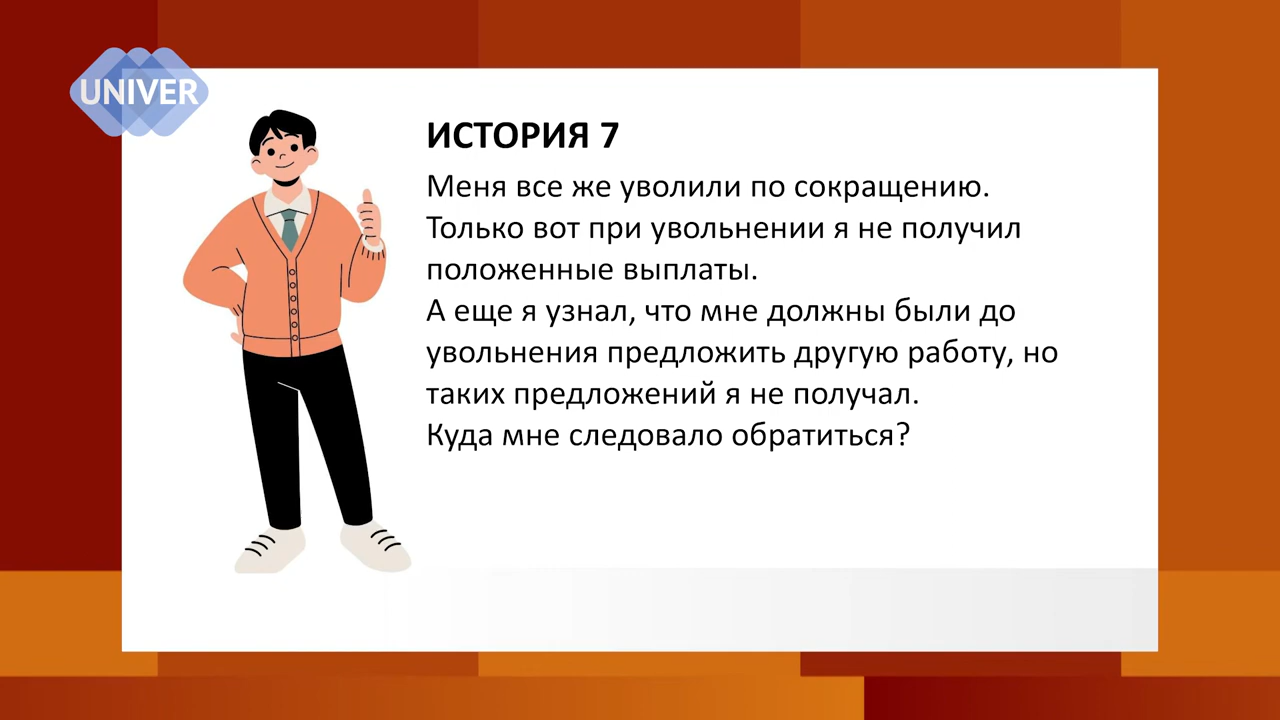 UNIVER
ИСТОРИЯ 7
Меня все же уволили по сокращению.
Только вот при увольнении я не получил
положенные выплаты.
А еще я узнал, что мне должны были до
увольнения предложить другую работу, но
таких предложений я не получал.
Куда мне следовало обратиться?